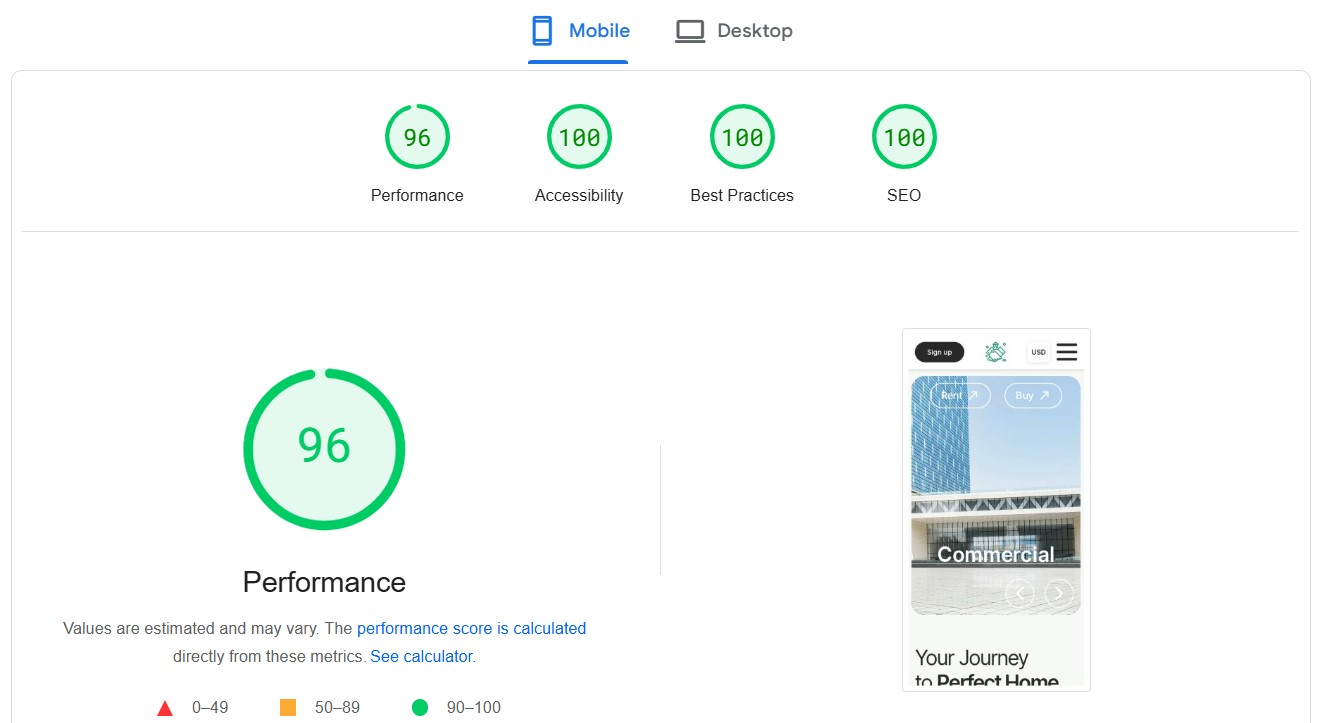 Mobile
Desktop
96
100
100
100
Performance
Accessibility
Best Practices
SEO
96
Performance
Values are estimated and may vary. The performance score is calculated
directly from these metrics. See calculator.
0–49
50–89
90–100
Sign up
USD
Rent
Buy
Commercial
Your Journey
to Perfect Home